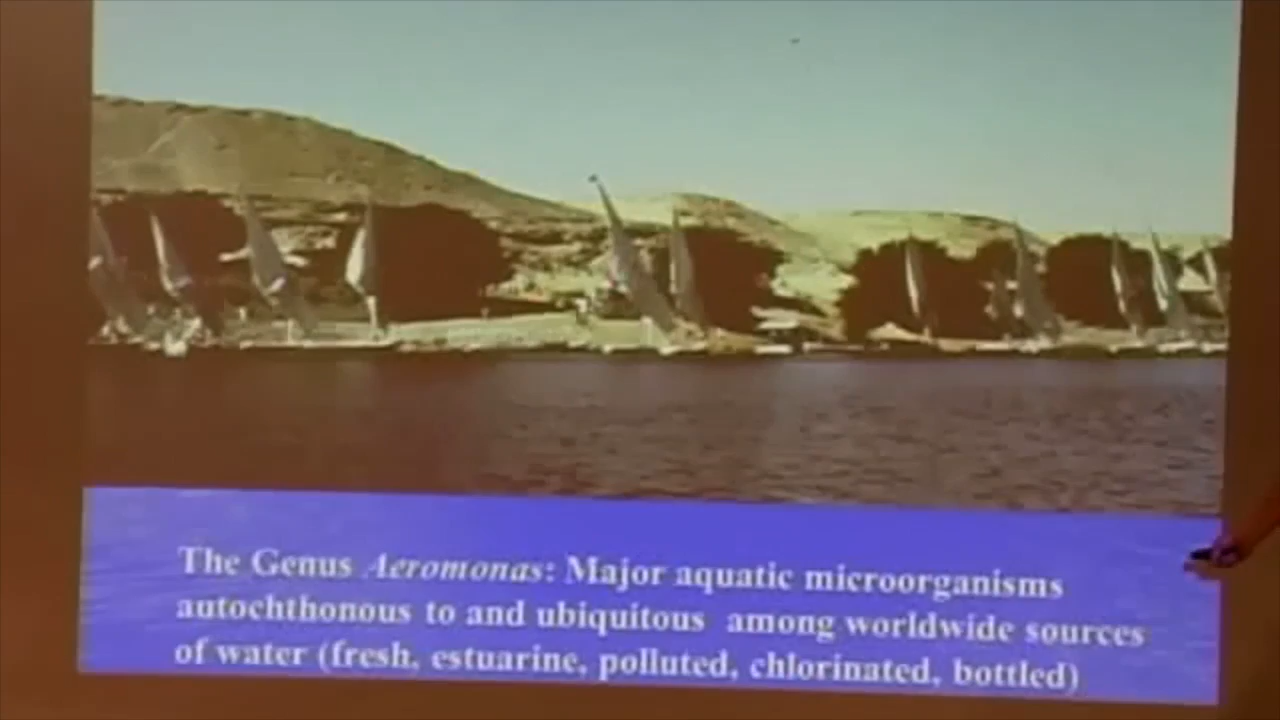 The Genus Aeromonas: Major aquatic microorganisms
autochthonous to and ubiquitous among worldwide sources
of water (fresh, estuarine, polluted, chlorinated, bottled)